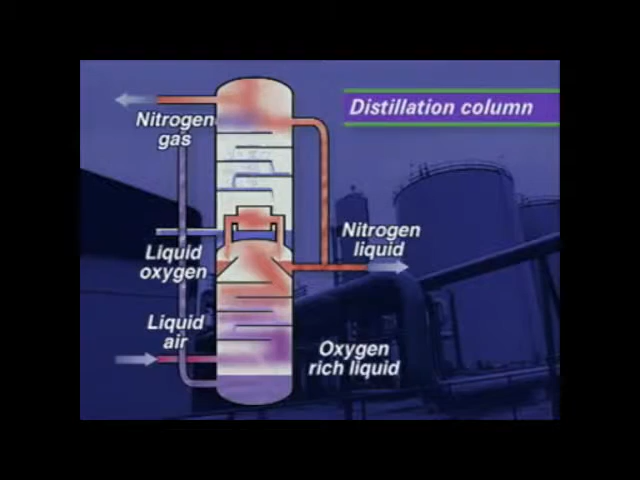 Distillation column
Nitrogen
gas
Nitrogen
liquid
Liquid
oxygen
Liquid
air
Oxygen
rich liquid